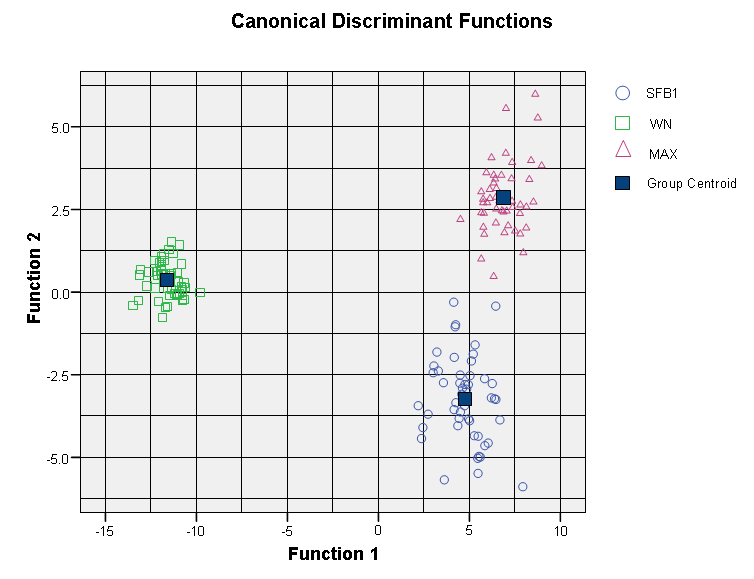 Canonical Discriminant Functions
SFB1
WN
MAX
Group Centroid
5.0
2.5
0.0
-2.5
-5.0
Function 2
-15
-10
-5
0
5
10
Function 1